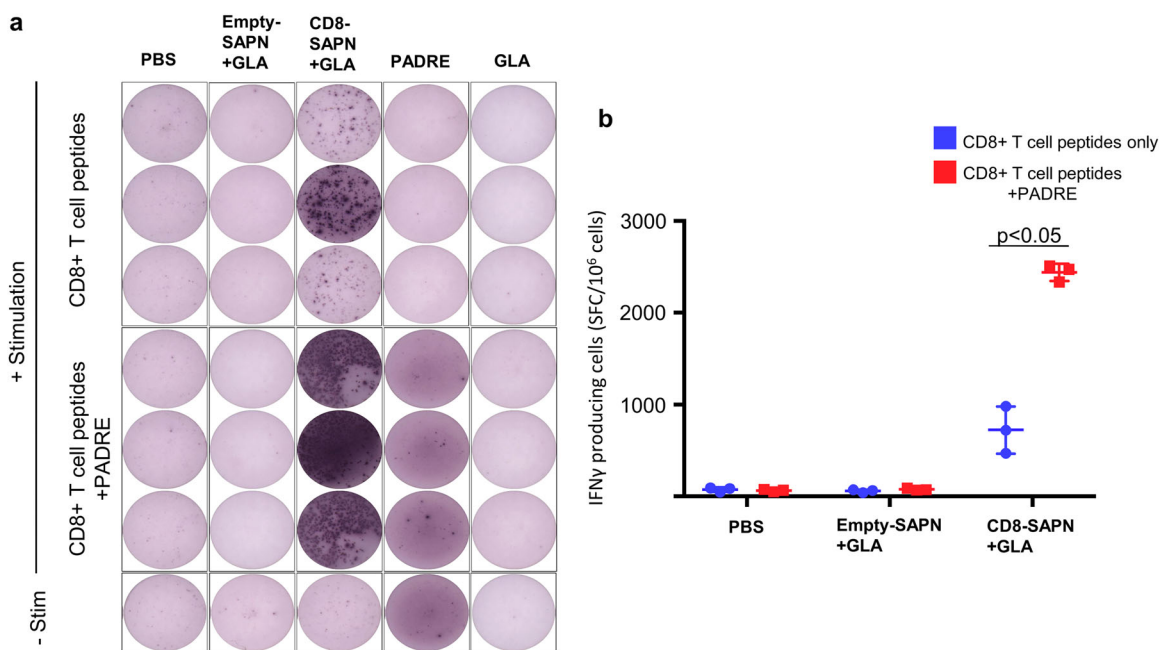 a
PBS
Empty-
SAPN
+GLA
CD8-
SAPN
+GLA
PADRE
GLA
+ Stimulation
CD8+ T cell peptides
CD8+ T cell peptides
+PADRE
- Stim
b
CD8+ T cell peptides only
CD8+ T cell peptides
+PADRE
IFNγ producing cells (SFC/10⁶ cells)
3000
2000
1000
p<0.05
PBS
Empty-SAPN
+GLA
CD8-SAPN
+GLA